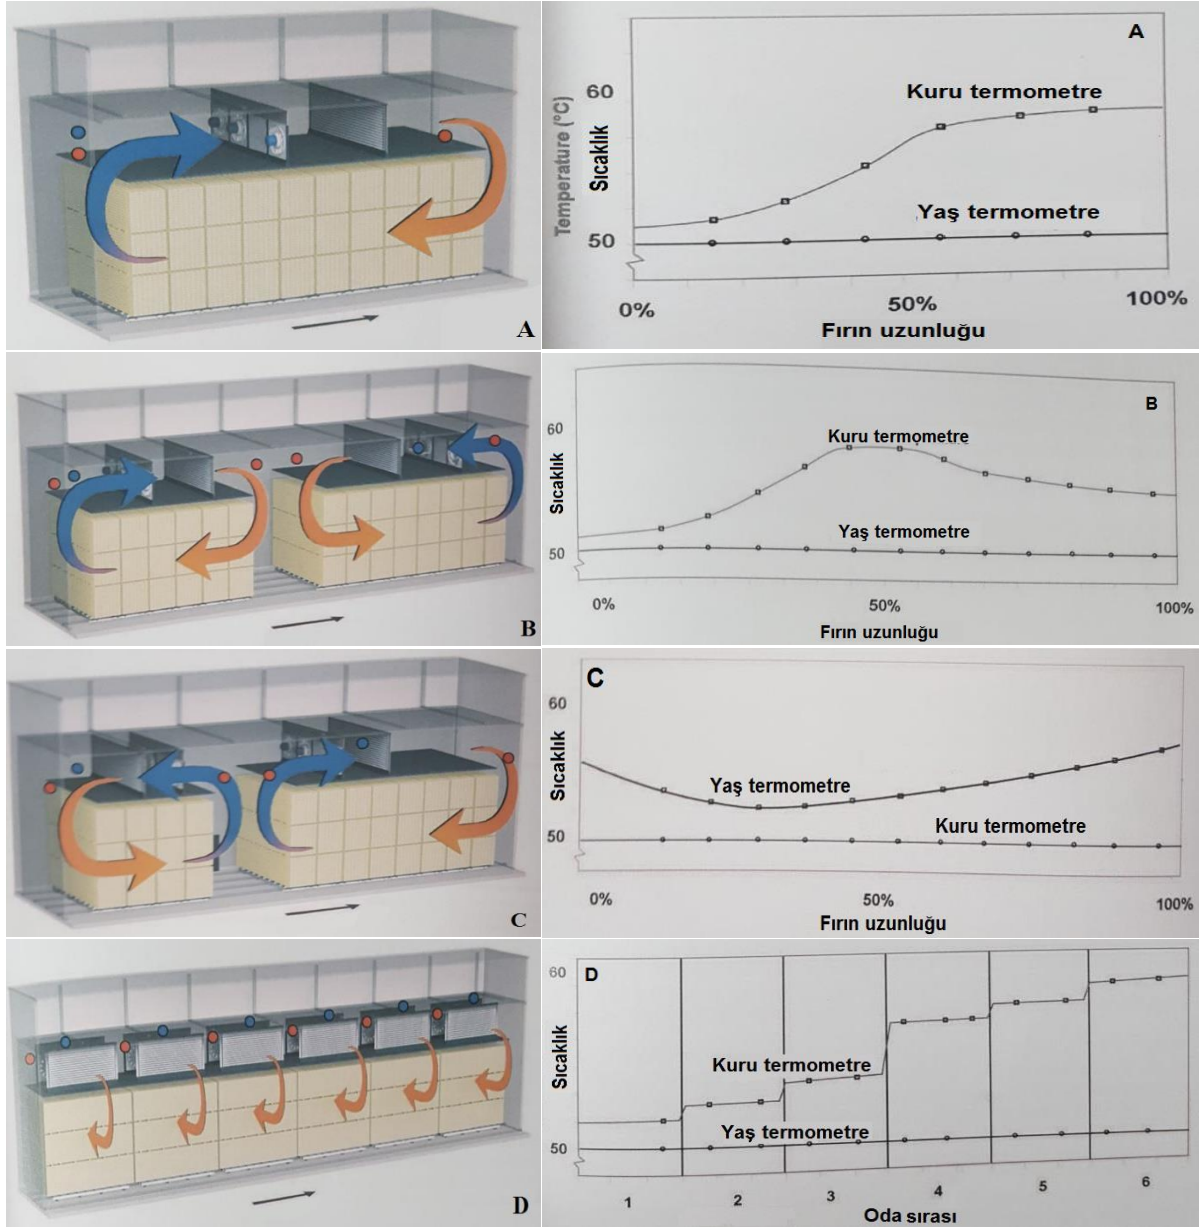 A
A
Temperature (°C)
Sıcaklık
60
50
Kuru termometre
Yaş termometre
0%
50%
100%
Fırın uzunluğu
B
B
Sıcaklık
60
50
Kuru termometre
Yaş termometre
0%
50%
100%
Fırın uzunluğu
C
C
Sıcaklık
60
50
Yaş termometre
Kuru termometre
0%
50%
100%
Fırın uzunluğu
D
D
Sıcaklık
60
50
Kuru termometre
Yaş termometre
1
2
3
4
5
6
Oda sırası